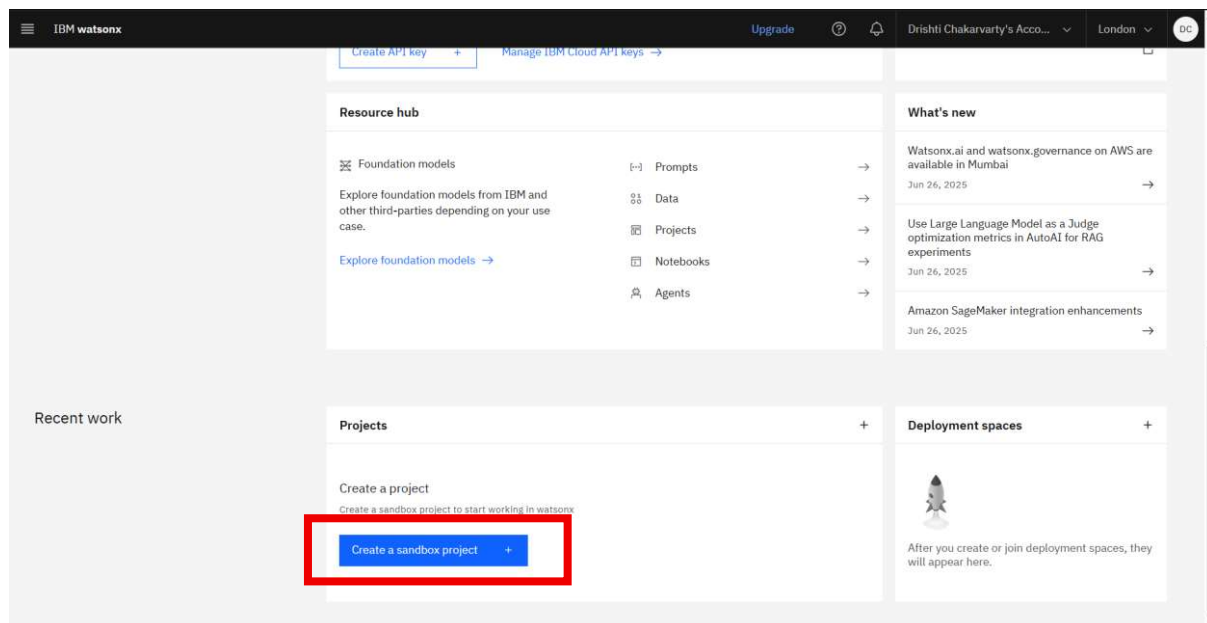 IBM watsonx
Upgrade
Drishti Chakarvarty's Acco...
London
DC
Create API key +
Manage IBM Cloud API keys →
Resource hub
Foundation models
Explore foundation models from IBM and
other third-parties depending on your use
case.
Explore foundation models →
Prompts →
Data →
Projects →
Notebooks →
Agents →
What's new
Watsonx.ai and watsonx.governance on AWS are
available in Mumbai
Jun 26, 2025 →
Use Large Language Model as a Judge
optimization metrics in AutoAI for RAG
experiments
Jun 26, 2025 →
Amazon SageMaker integration enhancements
Jun 26, 2025 →
Recent work
Projects +
Create a project
Create a sandbox project to start working in watsonx
Create a sandbox project +
Deployment spaces +
After you create or join deployment spaces, they
will appear here.